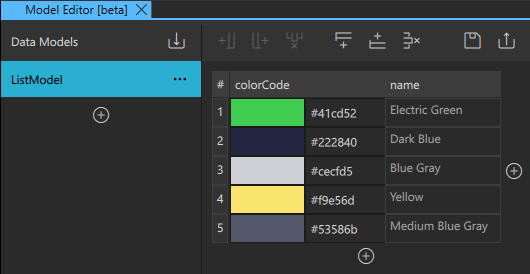 Model Editor [beta]
Data Models
ListModel ...
# colorCode name
1 #41cd52 Electric Green
2 #222840 Dark Blue
3 #cecfd5 Blue Gray
4 #f9e56d Yellow
5 #53586b Medium Blue Gray